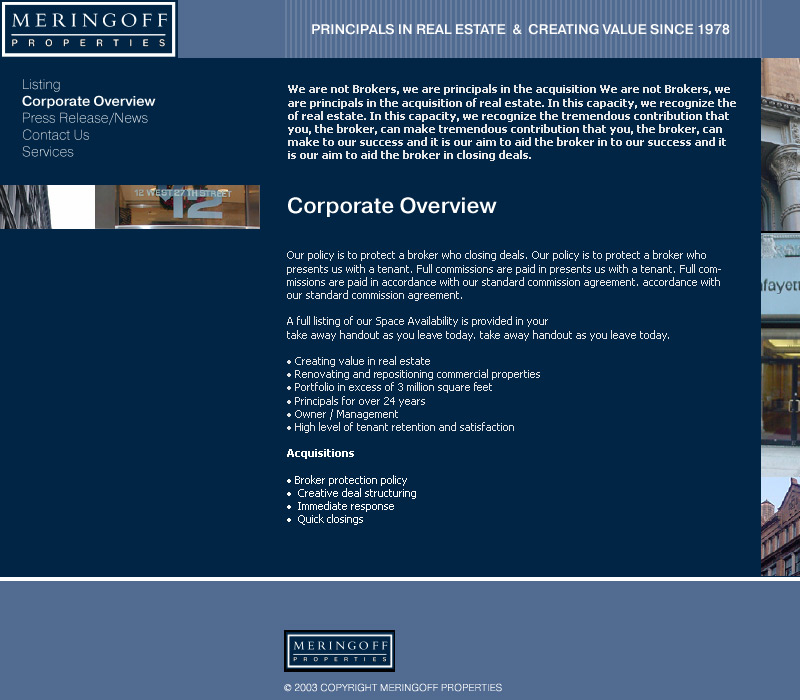 MERINGOFF
PROPERTIES
PRINCIPALS IN REAL ESTATE & CREATING VALUE SINCE 1978
Listing
Corporate Overview
Press Release/News
Contact Us
Services
12 WEST 27TH STREET
12
We are not Brokers, we are principals in the acquisition We are not Brokers, we
are principals in the acquisition of real estate. In this capacity, we recognize the
of real estate. In this capacity, we recognize the tremendous contribution that
you, the broker, can make tremendous contribution that you, the broker, can
make to our success and it is our aim to aid the broker in to our success and it
is our aim to aid the broker in closing deals.
Corporate Overview
Our policy is to protect a broker who closing deals. Our policy is to protect a broker who
presents us with a tenant. Full commissions are paid in presents us with a tenant. Full com-
missions are paid in accordance with our standard commission agreement. accordance with
our standard commission agreement.
A full listing of our Space Availability is provided in your
take away handout as you leave today. take away handout as you leave today.
• Creating value in real estate
• Renovating and repositioning commercial properties
• Portfolio in excess of 3 million square feet
• Principals for over 24 years
• Owner / Management
• High level of tenant retention and satisfaction
Acquisitions
• Broker protection policy
• Creative deal structuring
• Immediate response
• Quick closings
MERINGOFF
PROPERTIES
© 2003 COPYRIGHT MERINGOFF PROPERTIES